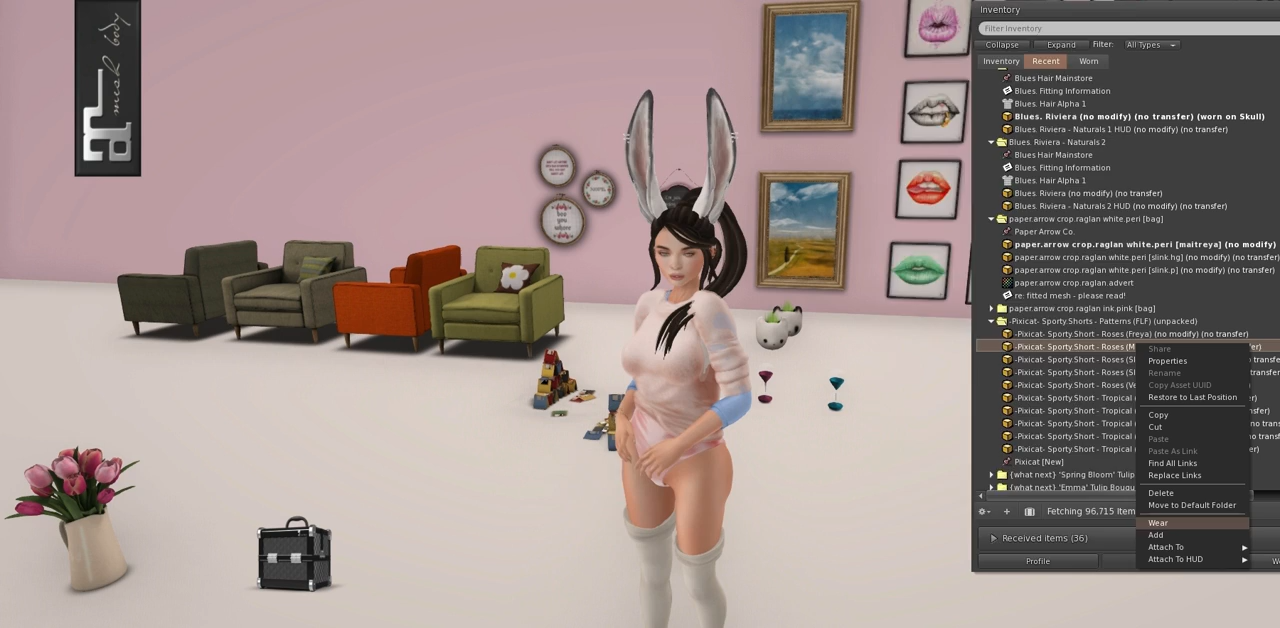 mesh body
see
you
where
Inventory
Filter Inventory
Collapse
Expand
Filter:
All Types
Inventory
Recent
Worn
Blues Hair Mainstore
Blues. Fitting Information
Blues. Hair Alpha 1
Blues. Riviera (no modify) (no transfer) (worn on Skull)
Blues. Riviera - Naturals 1 HUD (no modify) (no transfer)
Blues. Riviera - Naturals 2
Blues Hair Mainstore
Blues. Fitting Information
Blues. Hair Alpha 1
Blues. Riviera (no modify) (no transfer)
Blues. Riviera - Naturals 2 HUD (no modify) (no transfer)
paper.arrow crop.raglan white.peri [bag]
Paper Arrow Co.
paper.arrow crop.raglan white.peri [maitreya] (no modify)
paper.arrow crop.raglan white.peri [slink.hg] (no modify) (no transfe
paper.arrow crop.raglan white.peri [slink.p] (no modify) (no transfer)
paper.arrow crop.raglan.advert
re: fitted mesh - please read!
paper.arrow crop.raglan ink.pink [bag]
-Pixicat- Sporty.Shorts - Patterns (FLF) (unpacked)
-Pixicat- Sporty.Short - Roses (Freya) (no modify) (no transfer)
-Pixicat- Sporty.Short - Roses (M
-Pixicat- Sporty.Short - Roses (Sl
-Pixicat- Sporty.Short - Roses (Sl
-Pixicat- Sporty.Short - Roses (Ve
-Pixicat- Sporty.Short - Tropical (
-Pixicat- Sporty.Short - Tropical (
-Pixicat- Sporty.Short - Tropical (
-Pixicat- Sporty.Short - Tropical (
-Pixicat- Sporty.Short - Tropical (
Pixicat [New]
{what next} 'Spring Bloom' Tulip
{what next} 'Emma' Tulip Bouqu
Fetching 96,715 Item
Received items (36)
Profile
Share
Properties
Rename
Copy Asset UUID
Restore to Last Position
Copy
Cut
Paste
Paste As Link
Find All Links
Replace Links
Delete
Move to Default Folder
Wear
Add
Attach To
Attach To HUD